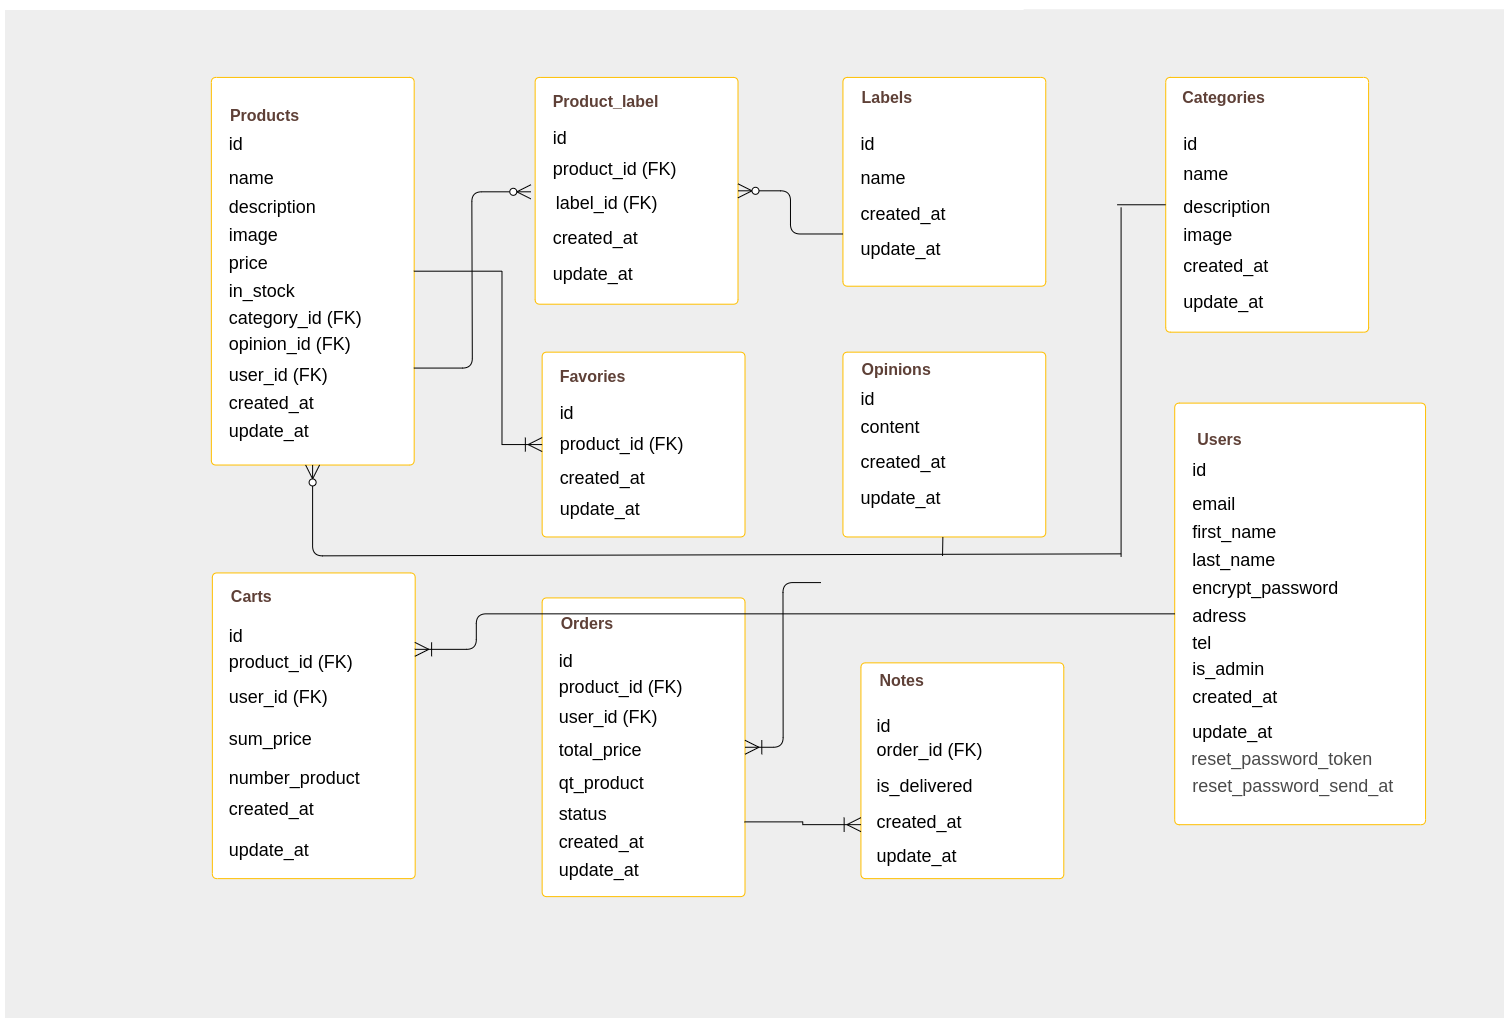 Products
id
name
description
image
price
in_stock
category_id (FK)
opinion_id (FK)
user_id (FK)
created_at
update_at
Product_label
id
product_id (FK)
label_id (FK)
created_at
update_at
Labels
id
name
created_at
update_at
Categories
id
name
description
image
created_at
update_at
Favories
id
product_id (FK)
created_at
update_at
Opinions
id
content
created_at
update_at
Users
id
email
first_name
last_name
encrypt_password
adress
tel
is_admin
created_at
update_at
reset_password_token
reset_password_send_at
Carts
id
product_id (FK)
user_id (FK)
sum_price
number_product
created_at
update_at
Orders
id
product_id (FK)
user_id (FK)
total_price
qt_product
status
created_at
update_at
Notes
id
order_id (FK)
is_delivered
created_at
update_at